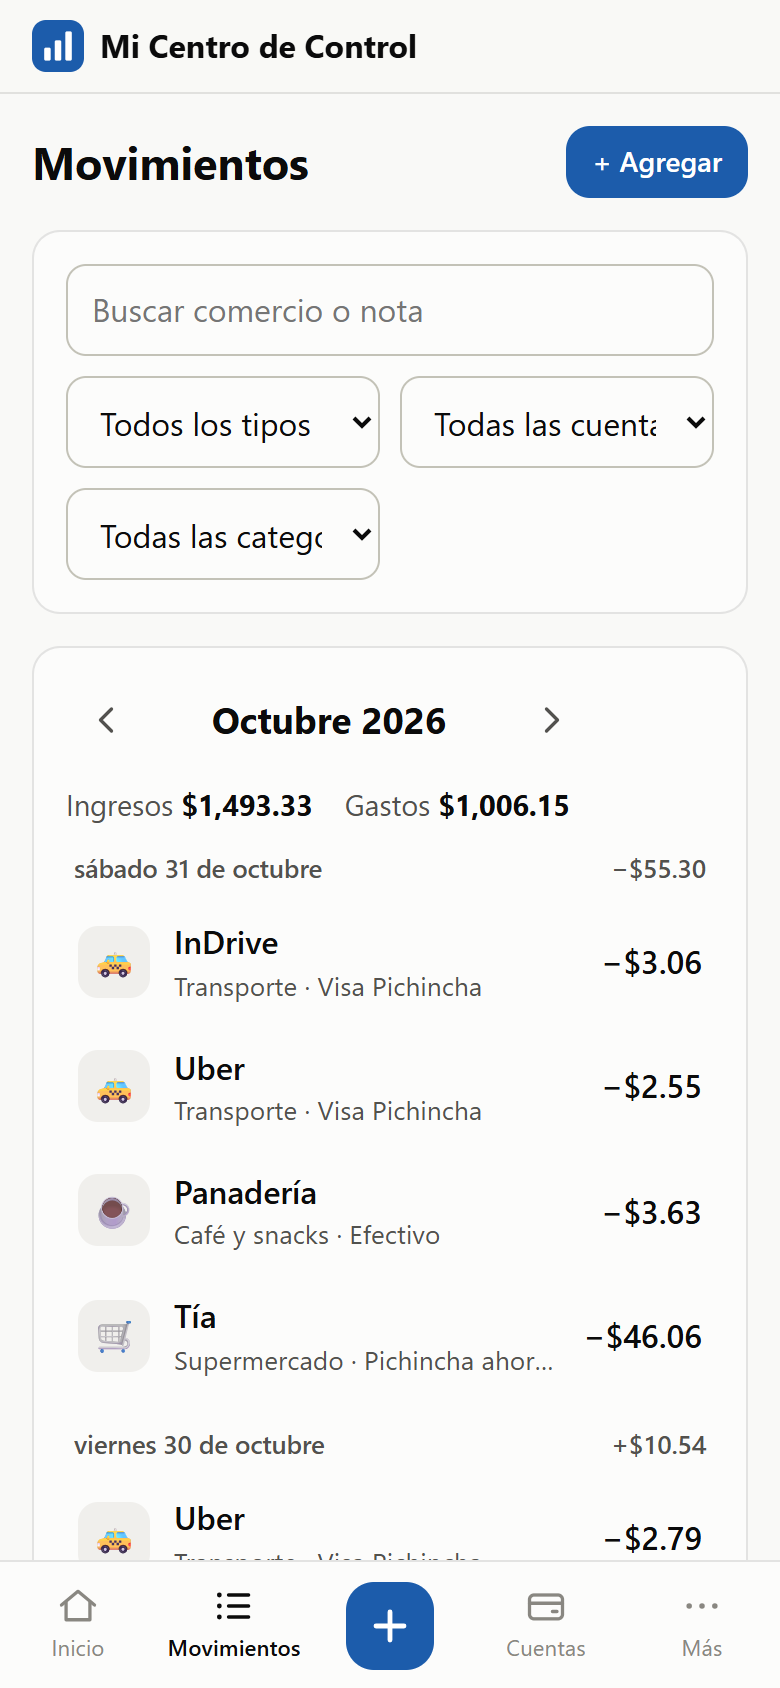 Mi Centro de Control
Movimientos
+ Agregar
Buscar comercio o nota
Todos los tipos
Todas las cuenta
Todas las catego
Octubre 2026
Ingresos $1,493.33 Gastos $1,006.15
sábado 31 de octubre −$55.30
InDrive
−$3.06
Transporte · Visa Pichincha
Uber
−$2.55
Transporte · Visa Pichincha
Panadería
−$3.63
Café y snacks · Efectivo
Tía
−$46.06
Supermercado · Pichincha ahor...
viernes 30 de octubre +$10.54
Uber
−$2.79
Transporte · Visa Pichincha
Inicio
Movimientos
Cuentas
Más